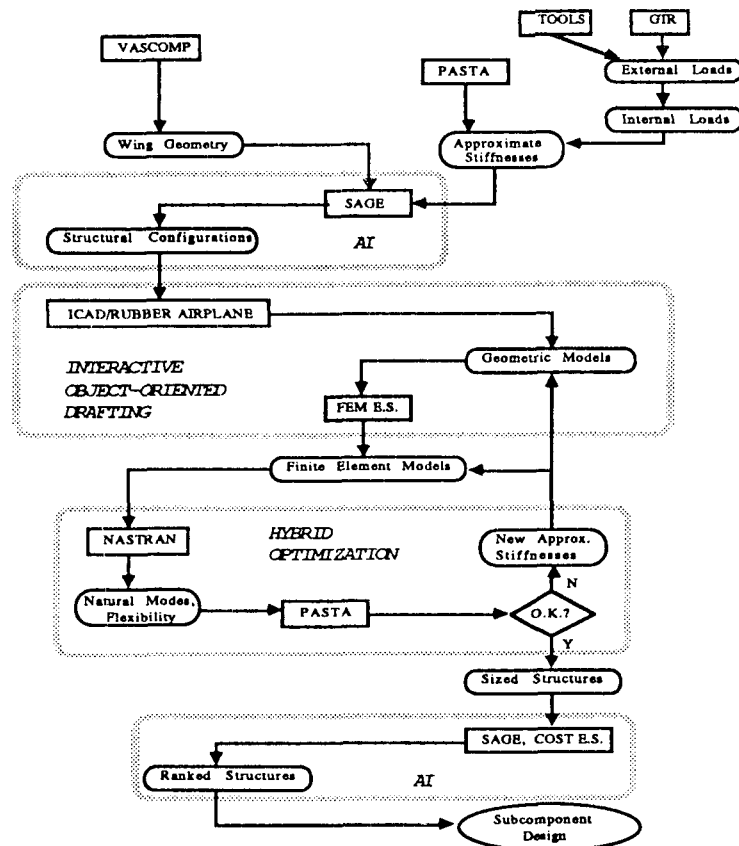 TOOLS
GTR
VASCOMP
PASTA
External Loads
Internal Loads
Wing Geometry
Approximate
Stiffnesses
SAGE
AI
Structural Configurations
ICAD/RUBBER AIRPLANE
INTERACTIVE
OBJECT-ORIENTED
DRAFTING
Geometric Models
FEM E.S.
Finite Element Models
HYBRID
OPTIMIZATION
NASTRAN
New Approx.
Stiffnesses
N
Natural Modes,
Flexibility
PASTA
O.K.?
Y
Sized Structures
SAGE, COST E.S.
Ranked Structures
AI
Subcomponent
Design